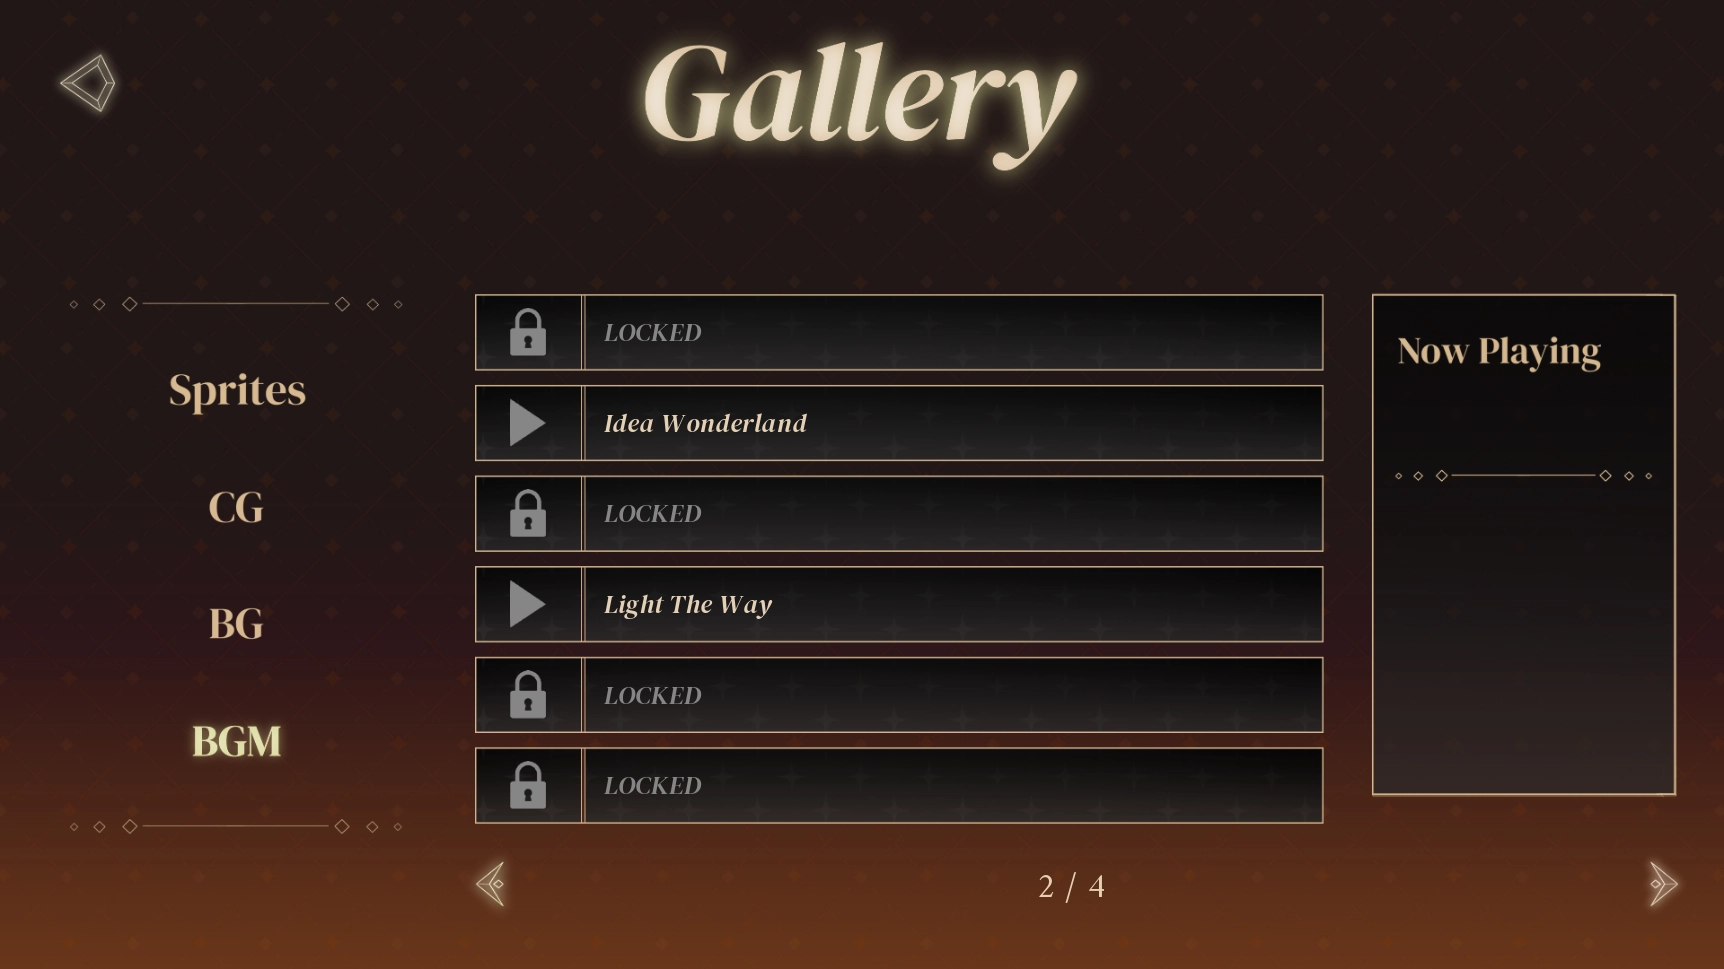 Gallery
Sprites
CG
BG
BGM
LOCKED
Idea Wonderland
LOCKED
Light The Way
LOCKED
LOCKED
2 / 4
Now Playing